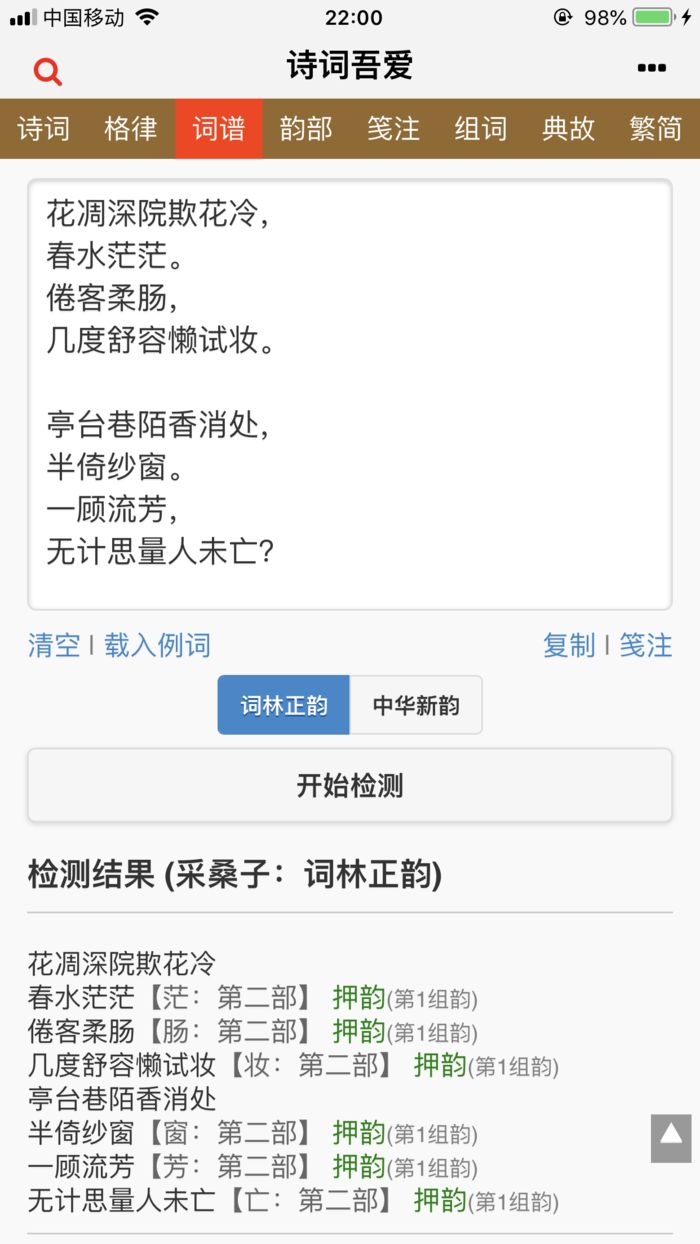 中国移动 22:00 98%
诗词吾爱
诗词 格律 词谱 韵部 笺注 组词 典故 繁简
花凋深院欺花冷，
春水茫茫。
倦客柔肠，
几度舒容懒试妆。
亭台巷陌香消处，
半倚纱窗。
一顾流芳，
无计思量人未亡？
清空 | 载入例词 复制 | 笺注
词林正韵 中华新韵
开始检测
检测结果 (采桑子：词林正韵)
花凋深院欺花冷
春水茫茫【茫：第二部】 押韵(第1组韵)
倦客柔肠【肠：第二部】 押韵(第1组韵)
几度舒容懒试妆【妆：第二部】 押韵(第1组韵)
亭台巷陌香消处
半倚纱窗【窗：第二部】 押韵(第1组韵)
一顾流芳【芳：第二部】 押韵(第1组韵)
无计思量人未亡【亡：第二部】 押韵(第1组韵)